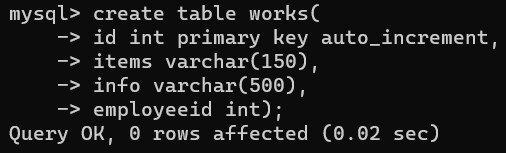 mysql> create table works(
    -> id int primary key auto_increment,
    -> items varchar(150),
    -> info varchar(500),
    -> employeeid int);
Query OK, 0 rows affected (0.02 sec)